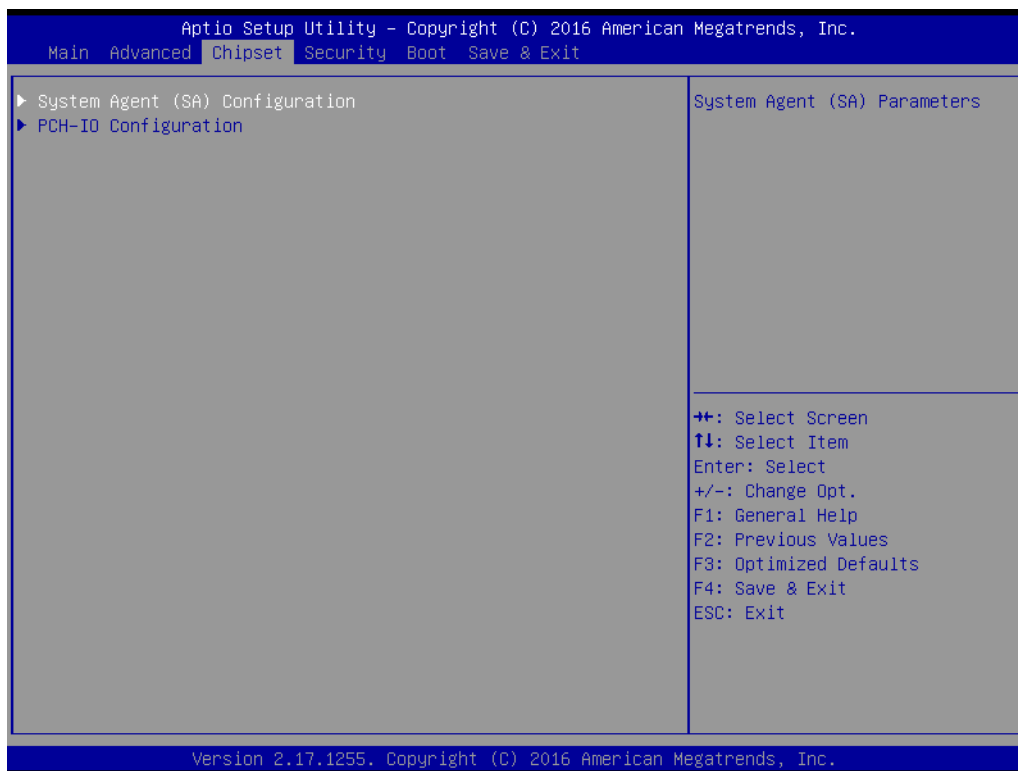 Aptio Setup Utility – Copyright (C) 2016 American Megatrends, Inc.
Main Advanced Chipset Security Boot Save & Exit
► System Agent (SA) Configuration
► PCH-IO Configuration
System Agent (SA) Parameters
→←: Select Screen
↑↓: Select Item
Enter: Select
+/-: Change Opt.
F1: General Help
F2: Previous Values
F3: Optimized Defaults
F4: Save & Exit
ESC: Exit
Version 2.17.1255. Copyright (C) 2016 American Megatrends, Inc.